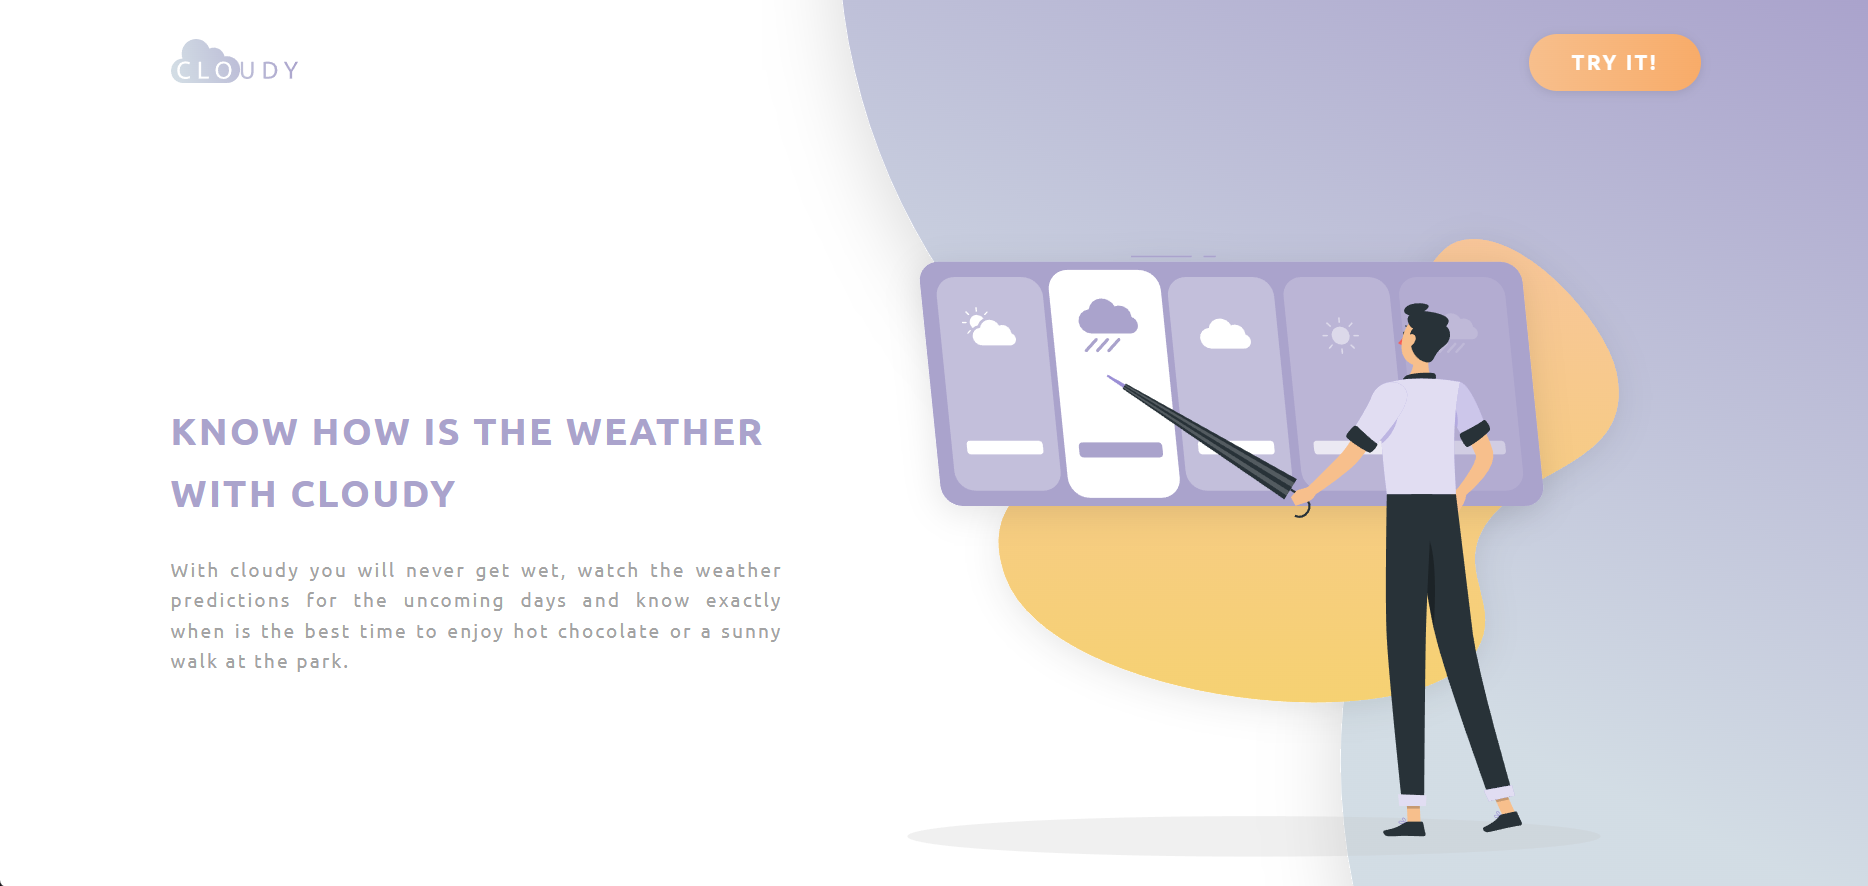 CLOUDY
TRY IT!
KNOW HOW IS THE WEATHER
WITH CLOUDY
With cloudy you will never get wet, watch the weather
predictions for the uncoming days and know exactly
when is the best time to enjoy hot chocolate or a sunny
walk at the park.